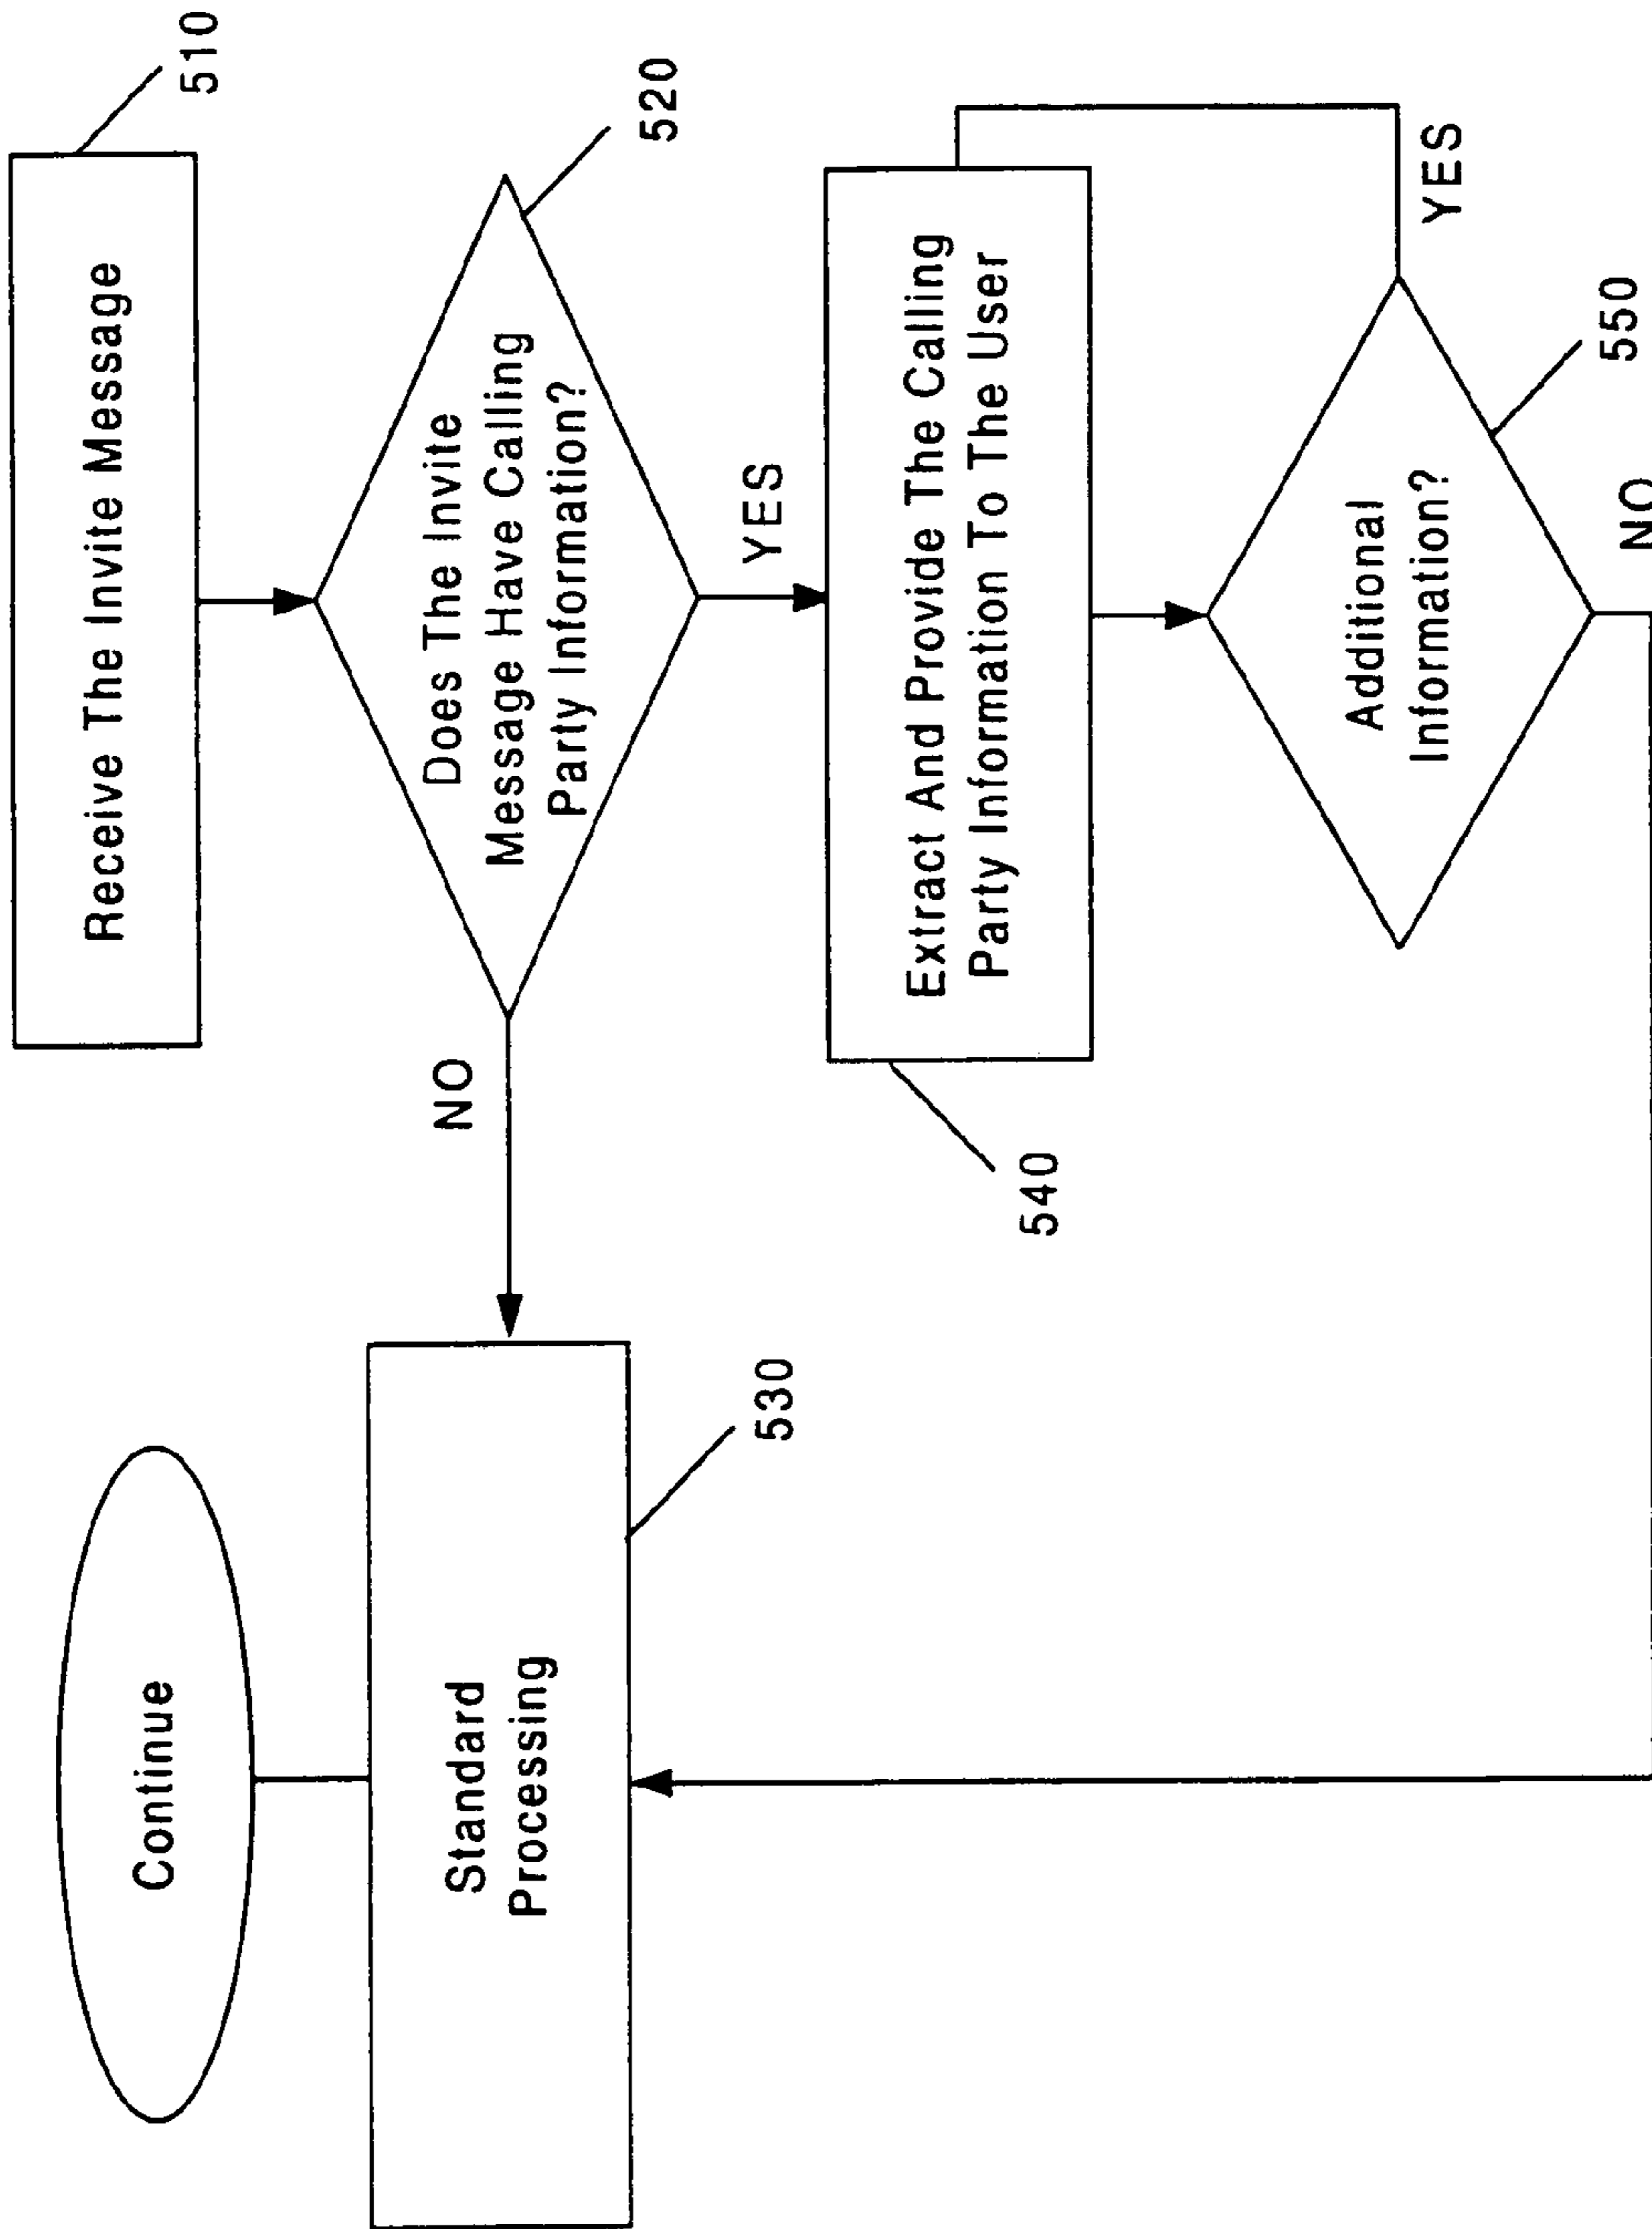 Receive The Invite Message
510
Does The Invite
Message Have Calling
Party Information?
520
NO
YES
Continue
Standard
Processing
530
Extract And Provide The Calling
Party Information To The User
540
Additional
Information?
550
YES
NO